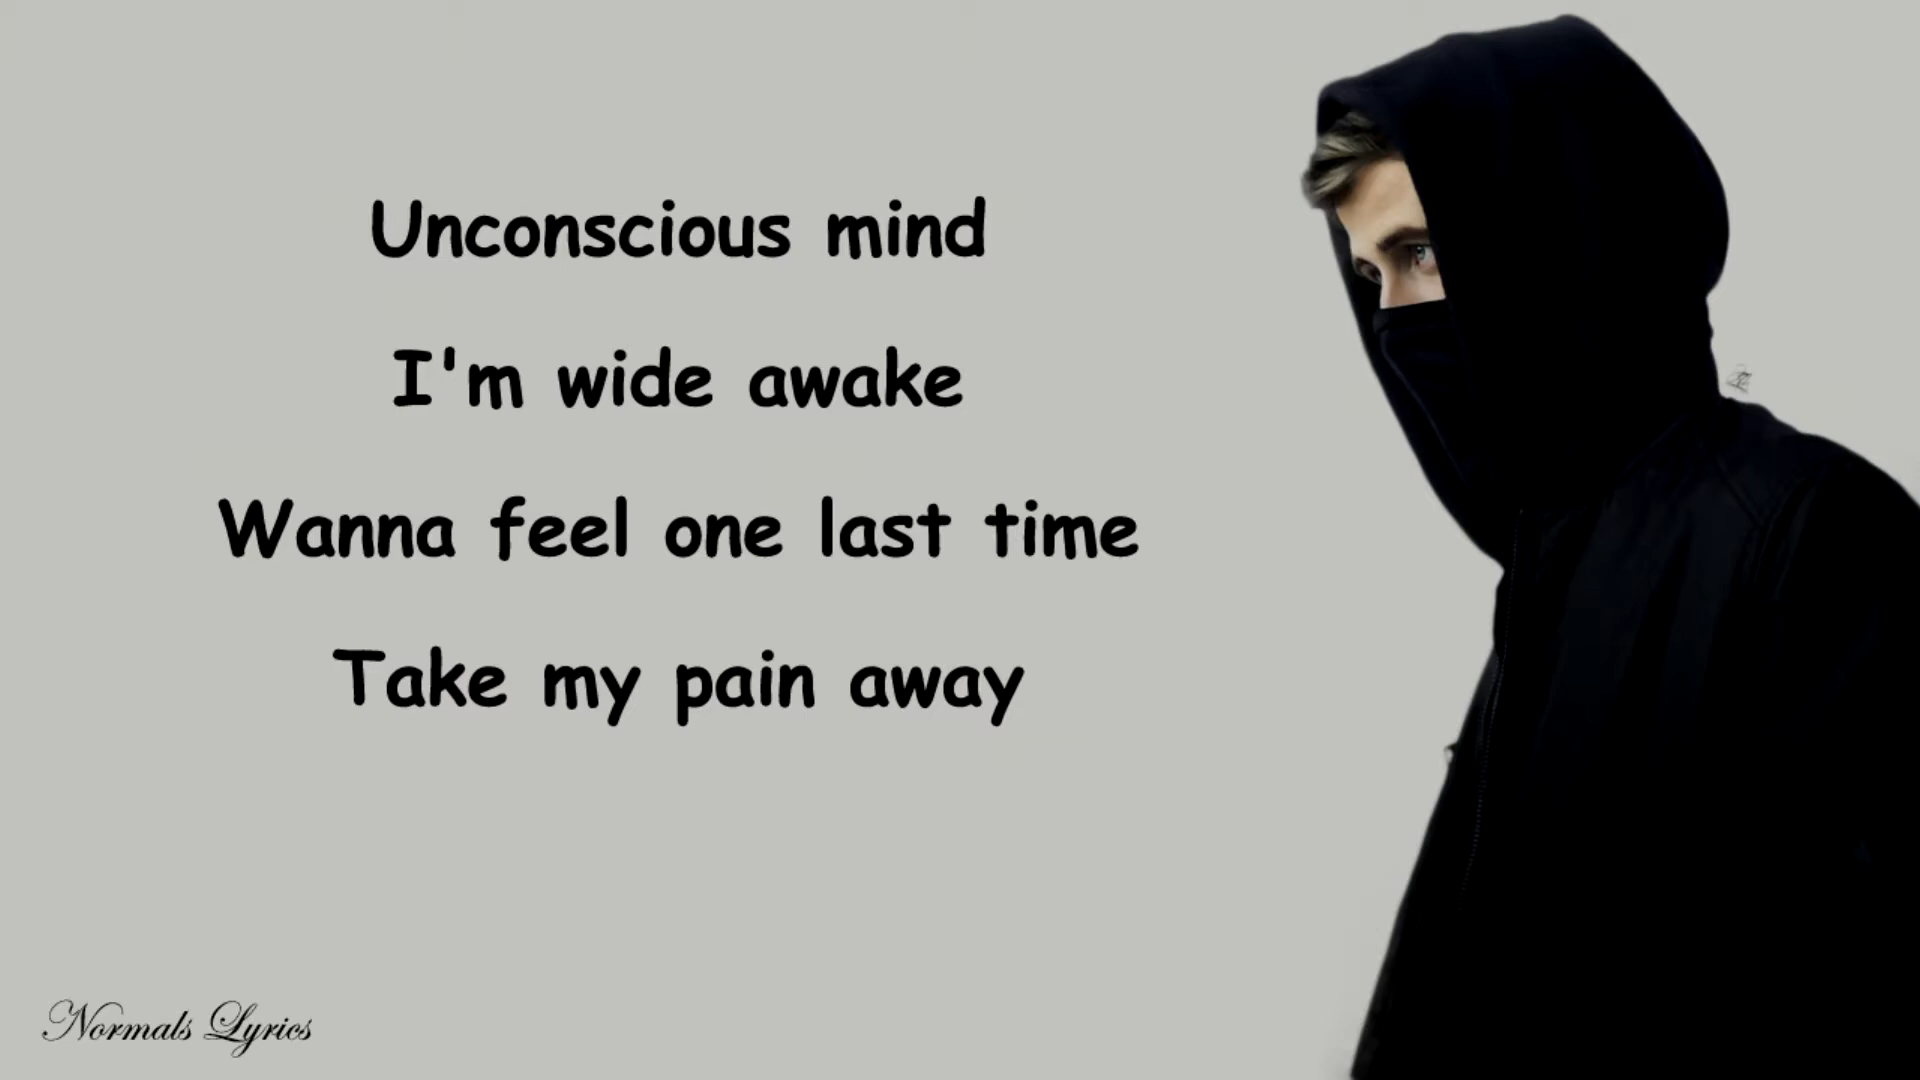 Unconscious mind
I'm wide awake
Wanna feel one last time
Take my pain away
Normals Lyrics